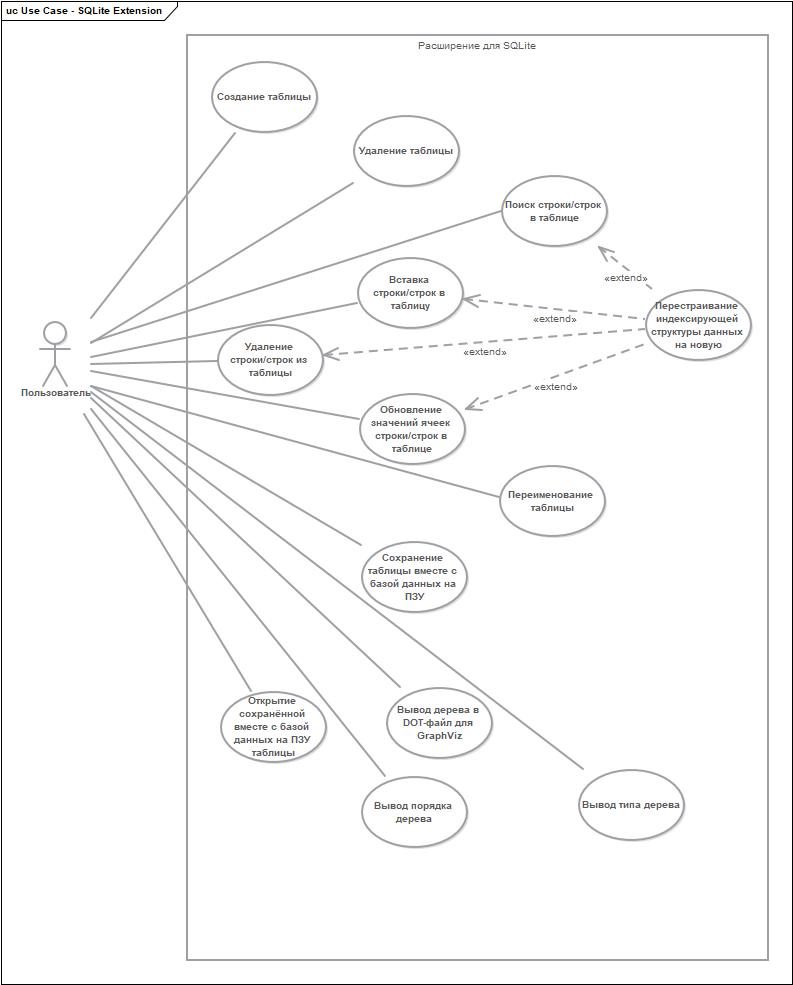 uc Use Case - SQLite Extension
Расширение для SQLite
Создание таблицы
Удаление таблицы
Поиск строки/строк
в таблице
«extend»
Вставка
строки/строк в
таблицу
«extend»
Перестраивание
индексирующей
структуры данных
на новую
Удаление
строки/строк из
таблицы
«extend»
«extend»
Пользователь
Обновление
значений ячеек
строки/строк в
таблице
Переименование
таблицы
Сохранение
таблицы вместе с
базой данных на
ПЗУ
Открытие
сохранённой
вместе с базой
данных на ПЗУ
таблицы
Вывод дерева в
DOT-файл для
GraphViz
Вывод порядка
дерева
Вывод типа дерева